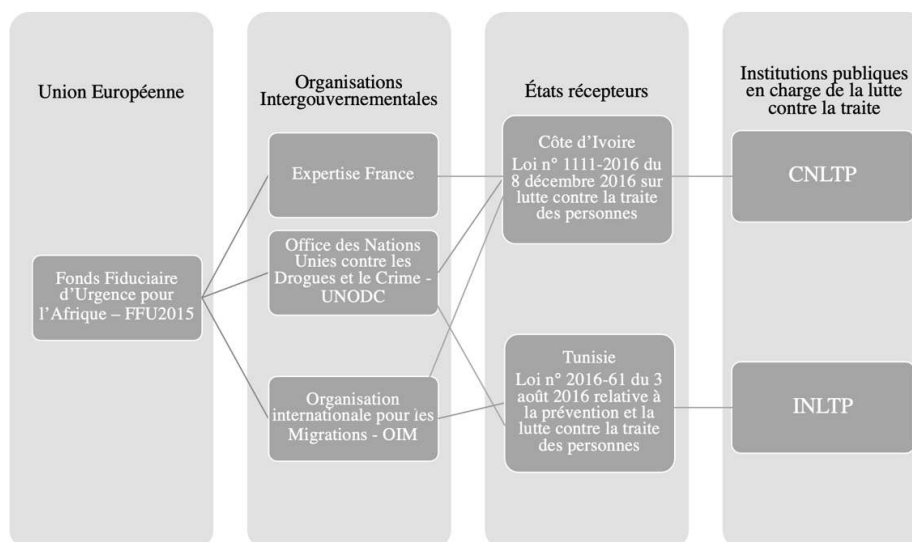 Union Européenne
Fonds Fiduciaire
d’Urgence pour
l’Afrique – FFU2015
Organisations
Intergouvernementales
Expertise France
Office des Nations
Unies contre les
Drogues et le Crime -
UNODC
Organisation
internationale pour les
Migrations - OIM
États récepteurs
Côte d’Ivoire
Loi n° 1111-2016 du
8 décembre 2016 sur
lutte contre la traite
des personnes
Tunisie
Loi n° 2016-61 du 3
août 2016 relative à
la prévention et la
lutte contre la traite
des personnes
Institutions publiques
en charge de la lutte
contre la traite
CNLTP
INLTP